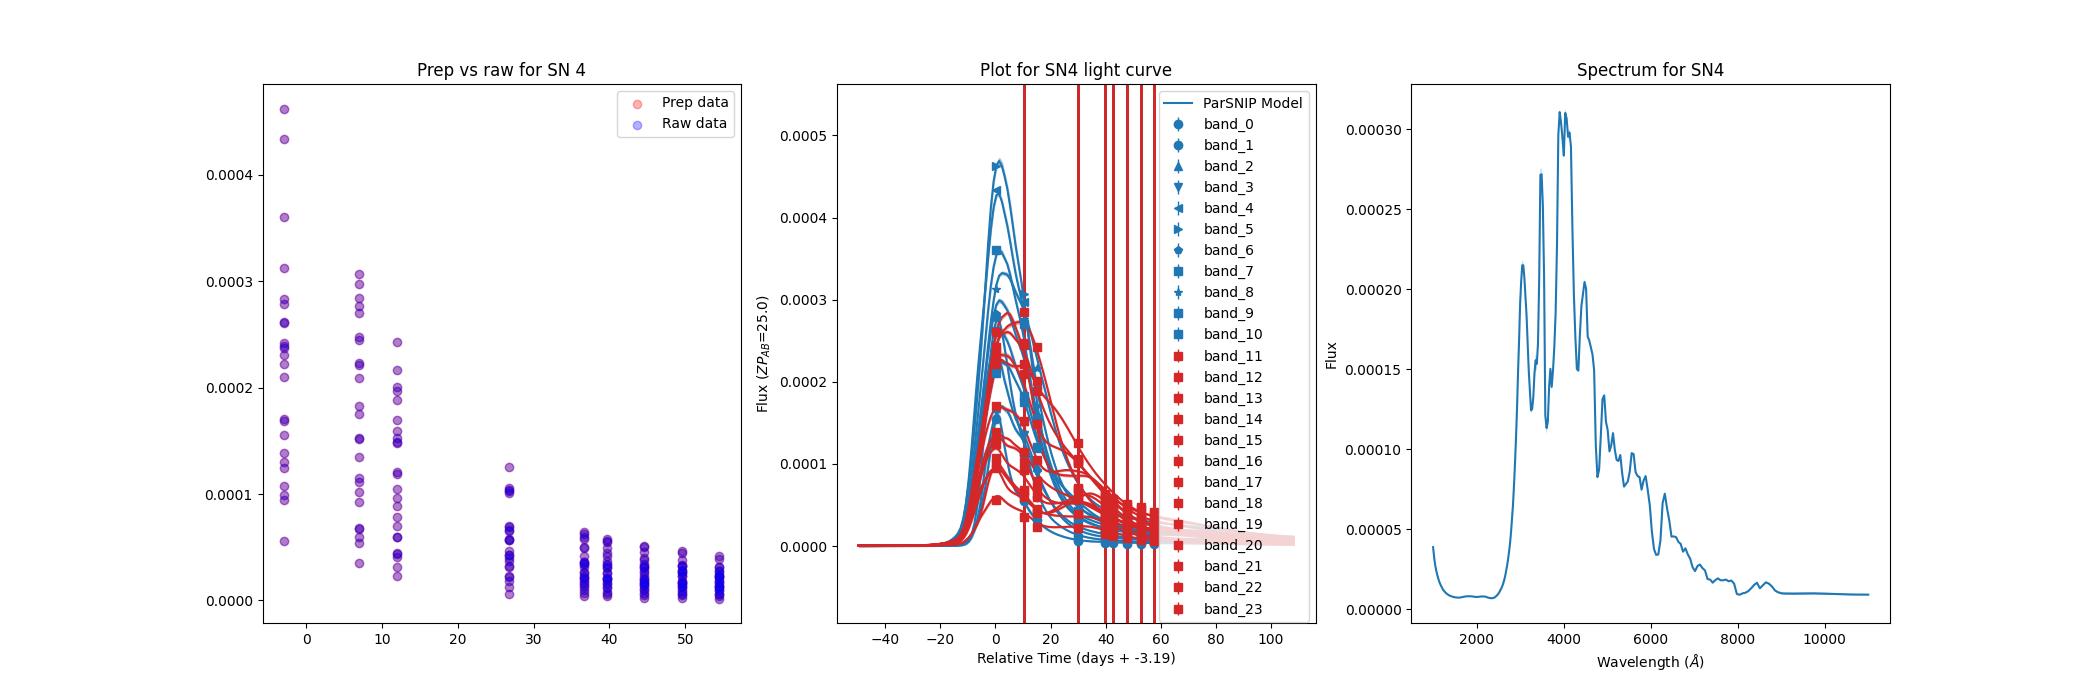 Prep vs raw for SN 4
Prep data
Raw data
0.0004
0.0003
0.0002
0.0001
0.0000
0 10 20 30 40 50
Plot for SN4 light curve
Flux (ZP_AB=25.0)
0.0005
0.0004
0.0003
0.0002
0.0001
0.0000
ParSNIP Model
band_0
band_1
band_2
band_3
band_4
band_5
band_6
band_7
band_8
band_9
band_10
band_11
band_12
band_13
band_14
band_15
band_16
band_17
band_18
band_19
band_20
band_21
band_22
band_23
−40 −20 0 20 40 60 80 100
Relative Time (days + -3.19)
Spectrum for SN4
Flux
0.00030
0.00025
0.00020
0.00015
0.00010
0.00005
0.00000
2000 4000 6000 8000 10000
Wavelength (Å)